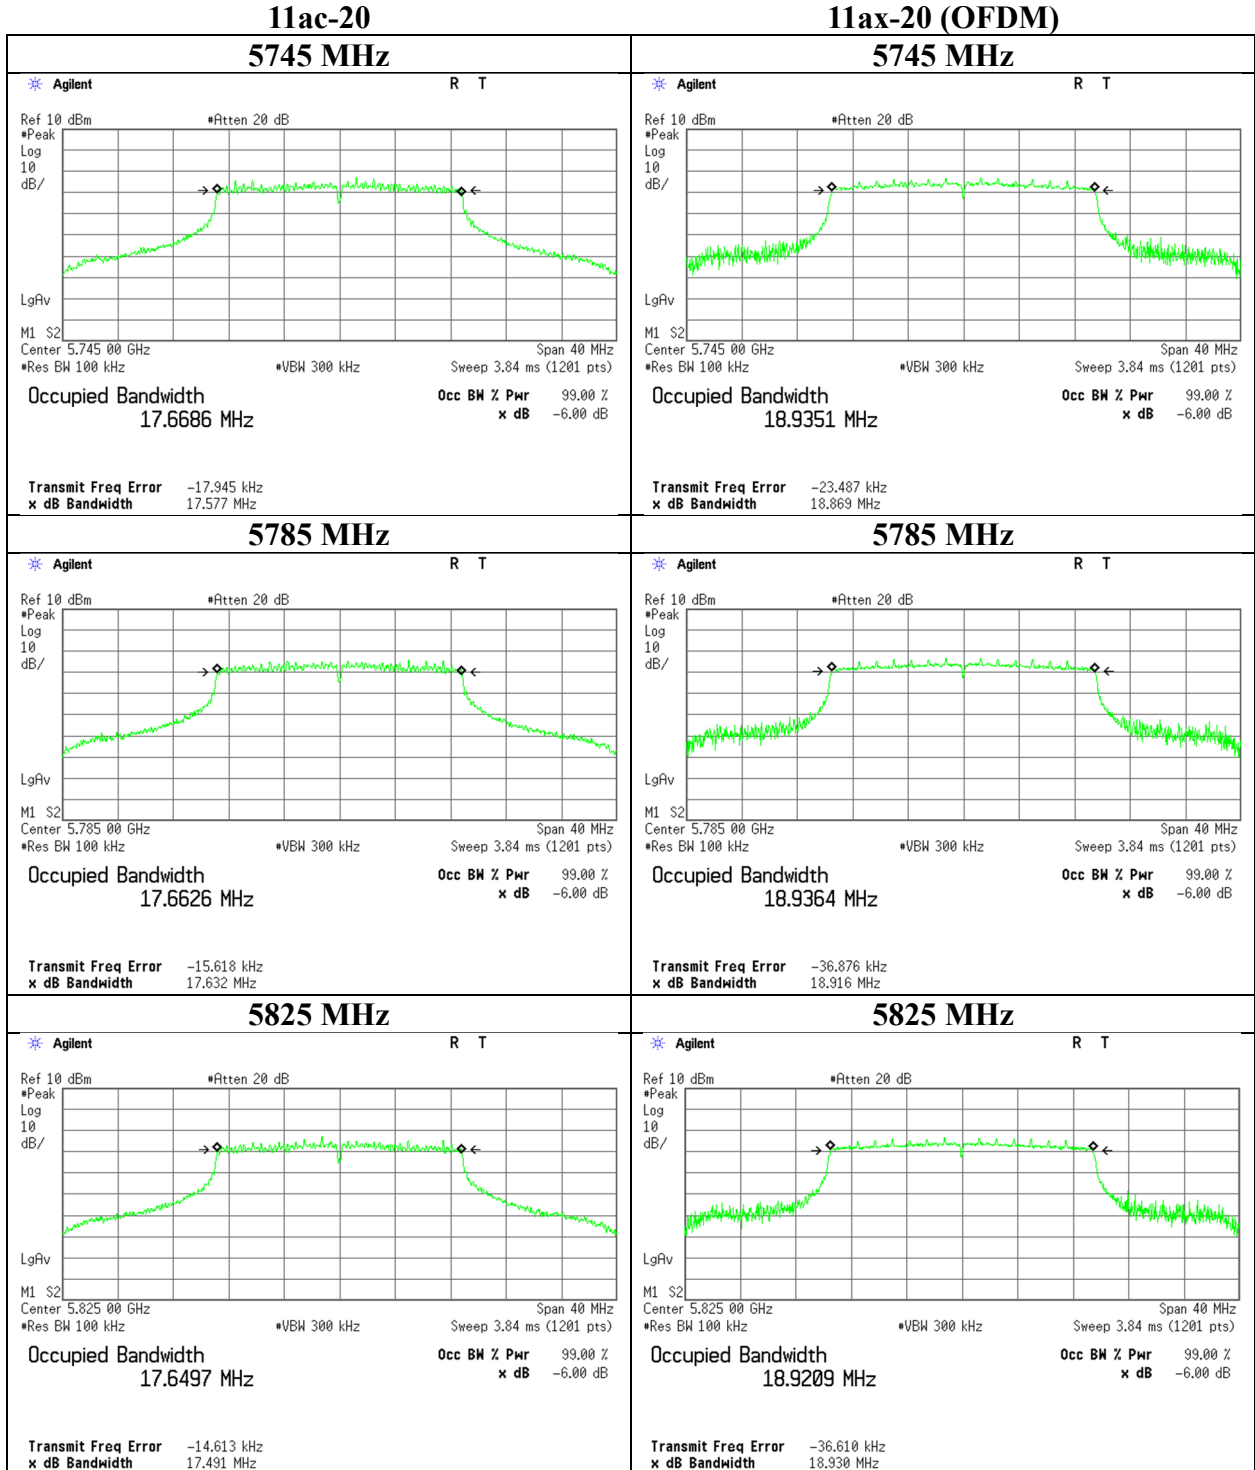 11ac-20 11ax-20 (OFDM)
5745 MHz 5745 MHz
Agilent R T
Ref 10 dBm #Atten 20 dB
#Peak
Log
10
dB/
LgAv
M1 S2
Center 5.745 00 GHz Span 40 MHz
#Res BW 100 kHz #VBW 300 kHz Sweep 3.84 ms (1201 pts)
Occupied Bandwidth Occ BW % Pwr 99.00 %
17.6686 MHz x dB -6.00 dB
Transmit Freq Error -17.945 kHz
x dB Bandwidth 17.577 MHz
Agilent R T
Ref 10 dBm #Atten 20 dB
#Peak
Log
10
dB/
LgAv
M1 S2
Center 5.745 00 GHz Span 40 MHz
#Res BW 100 kHz #VBW 300 kHz Sweep 3.84 ms (1201 pts)
Occupied Bandwidth Occ BW % Pwr 99.00 %
18.9351 MHz x dB -6.00 dB
Transmit Freq Error -23.487 kHz
x dB Bandwidth 18.869 MHz
5785 MHz 5785 MHz
Agilent R T
Ref 10 dBm #Atten 20 dB
#Peak
Log
10
dB/
LgAv
M1 S2
Center 5.785 00 GHz Span 40 MHz
#Res BW 100 kHz #VBW 300 kHz Sweep 3.84 ms (1201 pts)
Occupied Bandwidth Occ BW % Pwr 99.00 %
17.6626 MHz x dB -6.00 dB
Transmit Freq Error -15.618 kHz
x dB Bandwidth 17.632 MHz
Agilent R T
Ref 10 dBm #Atten 20 dB
#Peak
Log
10
dB/
LgAv
M1 S2
Center 5.785 00 GHz Span 40 MHz
#Res BW 100 kHz #VBW 300 kHz Sweep 3.84 ms (1201 pts)
Occupied Bandwidth Occ BW % Pwr 99.00 %
18.9364 MHz x dB -6.00 dB
Transmit Freq Error -36.876 kHz
x dB Bandwidth 18.916 MHz
5825 MHz 5825 MHz
Agilent R T
Ref 10 dBm #Atten 20 dB
#Peak
Log
10
dB/
LgAv
M1 S2
Center 5.825 00 GHz Span 40 MHz
#Res BW 100 kHz #VBW 300 kHz Sweep 3.84 ms (1201 pts)
Occupied Bandwidth Occ BW % Pwr 99.00 %
17.6497 MHz x dB -6.00 dB
Transmit Freq Error -14.613 kHz
x dB Bandwidth 17.491 MHz
Agilent R T
Ref 10 dBm #Atten 20 dB
#Peak
Log
10
dB/
LgAv
M1 S2
Center 5.825 00 GHz Span 40 MHz
#Res BW 100 kHz #VBW 300 kHz Sweep 3.84 ms (1201 pts)
Occupied Bandwidth Occ BW % Pwr 99.00 %
18.9209 MHz x dB -6.00 dB
Transmit Freq Error -36.610 kHz
x dB Bandwidth 18.930 MHz